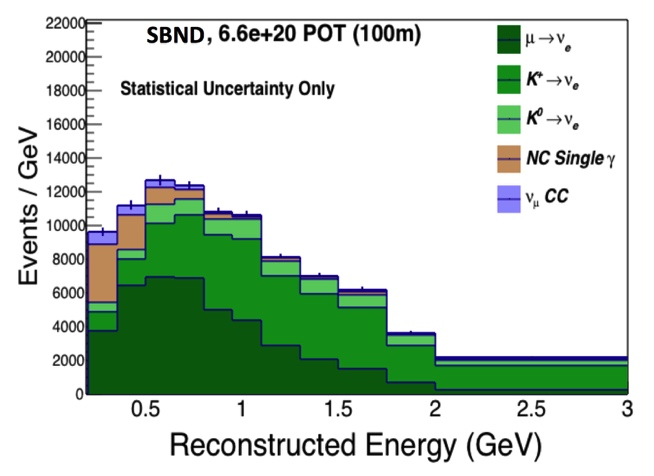 SBND, 6.6e+20 POT (100m)
Statistical Uncertainty Only
μ→νₑ
K⁺→νₑ
K⁰→νₑ
NC Single γ
ν_μ CC
Events / GeV
22000
20000
18000
16000
14000
12000
10000
8000
6000
4000
2000
0
0.5 1 1.5 2 2.5 3
Reconstructed Energy (GeV)